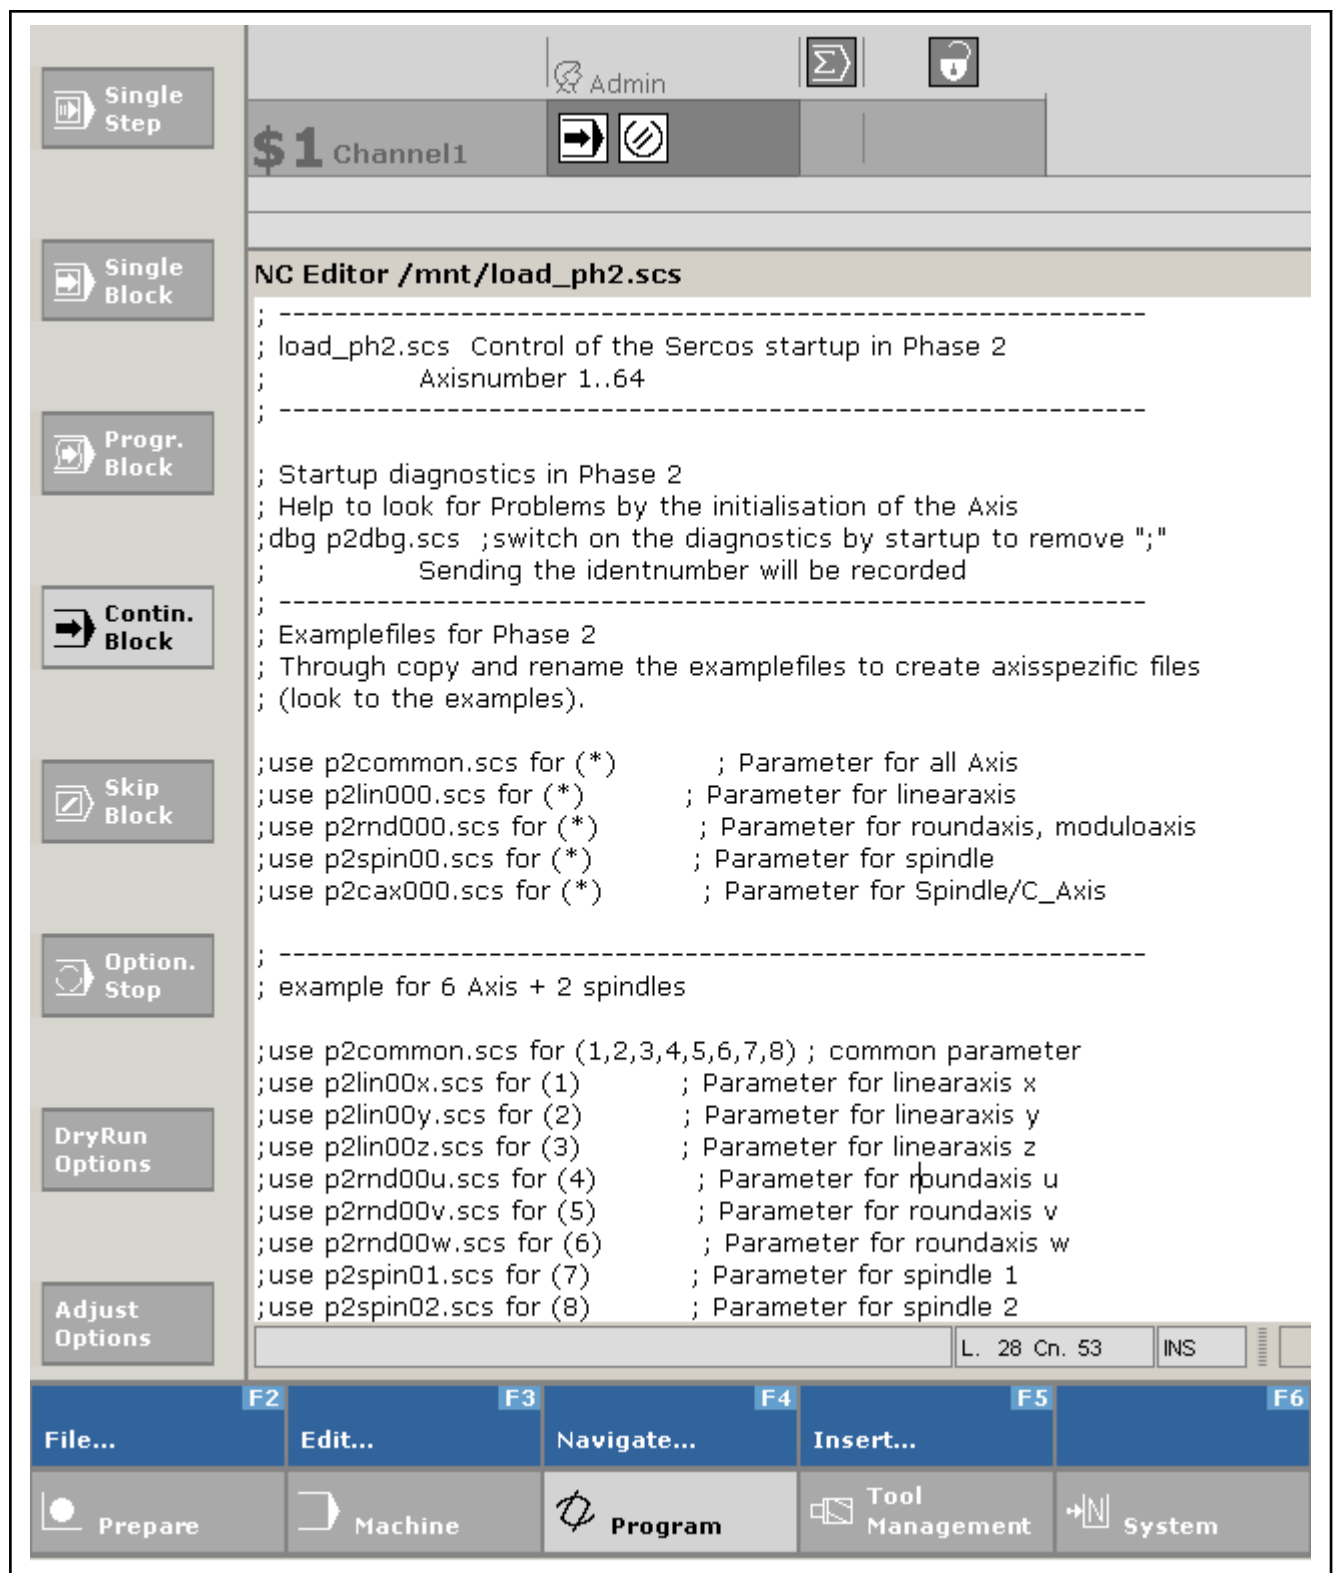 Admin
$1 Channel1
Single
Step
Single
Block
Progr.
Block
Contin.
Block
Skip
Block
Option.
Stop
DryRun
Options
Adjust
Options
NC Editor /mnt/load_ph2.scs
; --------------------------------------------------------------
; load_ph2.scs  Control of the Sercos startup in Phase 2
;               Axisnumber 1..64
; --------------------------------------------------------------
; Startup diagnostics in Phase 2
; Help to look for Problems by the initialisation of the Axis
;dbg p2dbg.scs  ;switch on the diagnostics by startup to remove ";"
;               Sending the identnumber will be recorded
; --------------------------------------------------------------
; Examplefiles for Phase 2
; Through copy and rename the examplefiles to create axisspezific files
; (look to the examples).
;use p2common.scs for (*)          ; Parameter for all Axis
;use p2lin000.scs for (*)          ; Parameter for linearaxis
;use p2rnd000.scs for (*)          ; Parameter for roundaxis, moduloaxis
;use p2spin00.scs for (*)          ; Parameter for spindle
;use p2cax000.scs for (*)          ; Parameter for Spindle/C_Axis
; --------------------------------------------------------------
; example for 6 Axis + 2 spindles
;use p2common.scs for (1,2,3,4,5,6,7,8) ; common parameter
;use p2lin00x.scs for (1)          ; Parameter for linearaxis x
;use p2lin00y.scs for (2)          ; Parameter for linearaxis y
;use p2lin00z.scs for (3)          ; Parameter for linearaxis z
;use p2rnd00u.scs for (4)          ; Parameter for roundaxis u
;use p2rnd00v.scs for (5)          ; Parameter for roundaxis v
;use p2rnd00w.scs for (6)          ; Parameter for roundaxis w
;use p2spin01.scs for (7)          ; Parameter for spindle 1
;use p2spin02.scs for (8)          ; Parameter for spindle 2
L. 28 Cn. 53 INS
F2 F3 F4 F5 F6
File... Edit... Navigate... Insert...
Prepare Machine Program Tool Management System